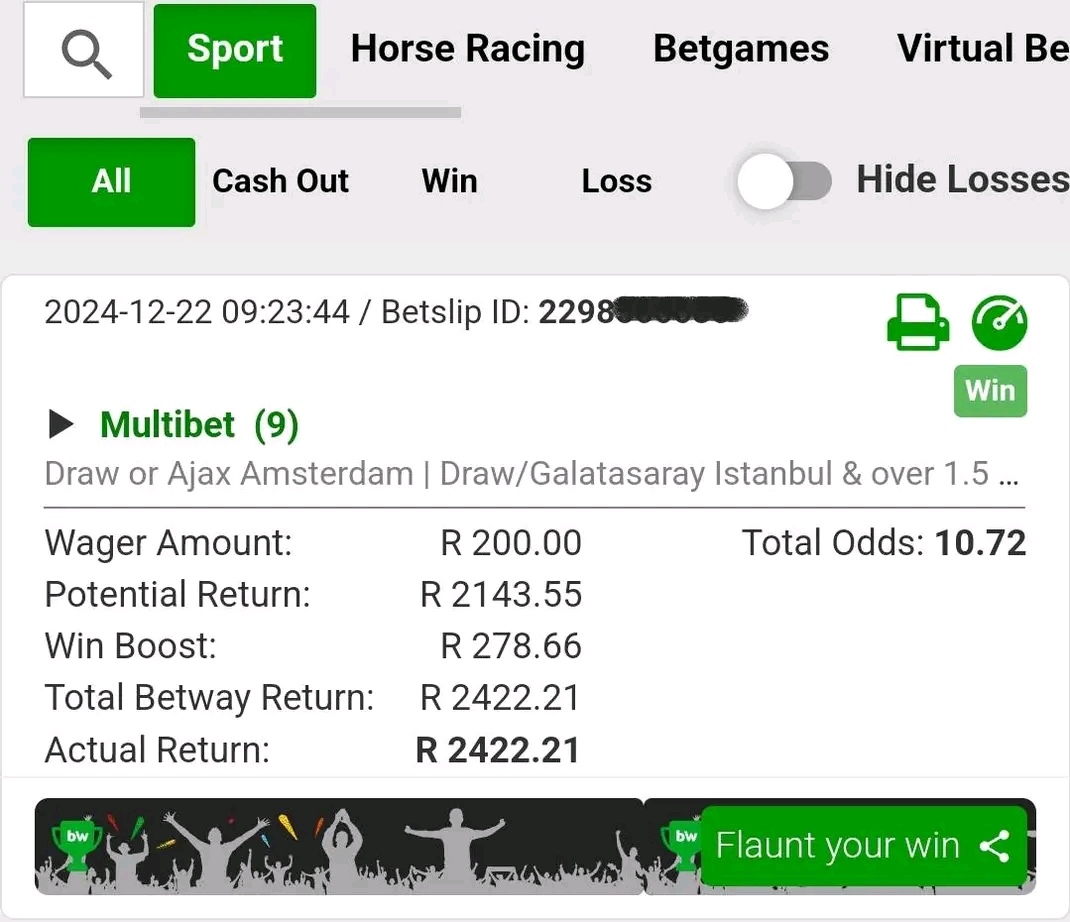 Sport Horse Racing Betgames Virtual Be
All Cash Out Win Loss Hide Losses
2024-12-22 09:23:44 / Betslip ID: 2298
Win
Multibet (9)
Draw or Ajax Amsterdam | Draw/Galatasaray Istanbul & over 1.5 ...
Wager Amount: R 200.00 Total Odds: 10.72
Potential Return: R 2143.55
Win Boost: R 278.66
Total Betway Return: R 2422.21
Actual Return: R 2422.21
bw bw Flaunt your win